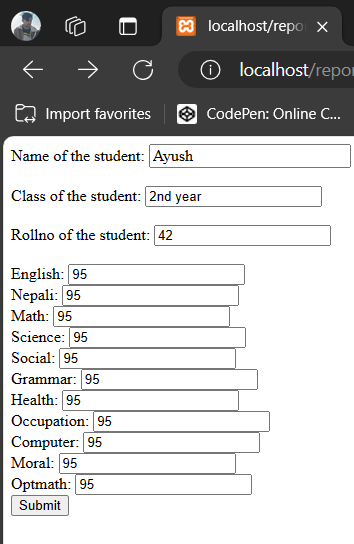 localhost/repo
localhost/repor
Import favorites
CodePen: Online C...
Name of the student: Ayush
Class of the student: 2nd year
Rollno of the student: 42
English: 95
Nepali: 95
Math: 95
Science: 95
Social: 95
Grammar: 95
Health: 95
Occupation: 95
Computer: 95
Moral: 95
Optmath: 95
Submit